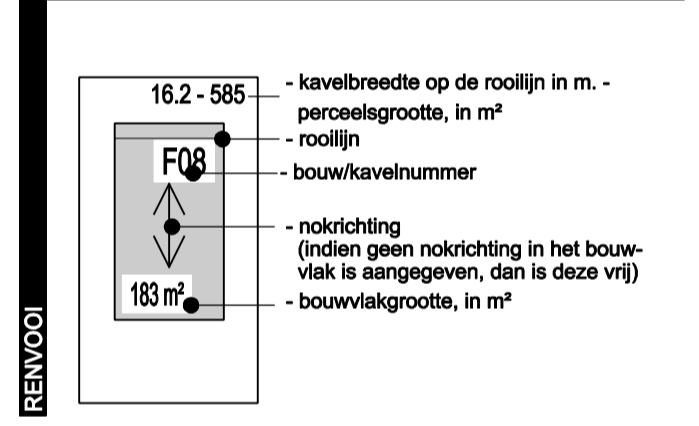 RENVOOI
16.2 - 585
- kavelbreedte op de rooilijn in m. -
perceelsgrootte, in m²
- rooilijn
F08
- bouw/kavelnummer
- nokrichting
(indien geen nokrichting in het bouw-
vlak is aangegeven, dan is deze vrij)
183 m²
- bouwvlakgrootte, in m²